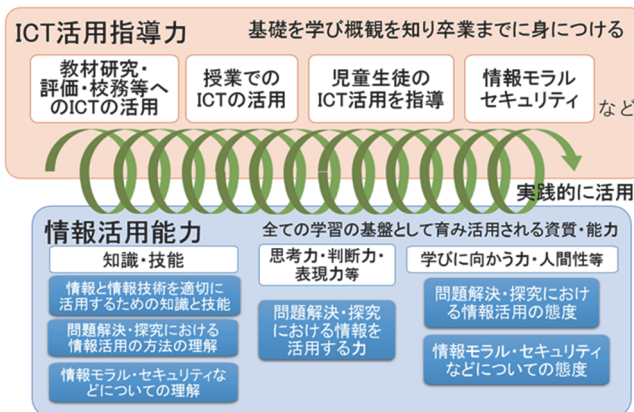 ICT活用指導力
基礎を学び概観を知り卒業までに身につける
教材研究・
評価・校務等へ
のICTの活用
授業での
ICTの活用
児童生徒の
ICT活用を指導
情報モラル
セキュリティ
など
実践的に活用
情報活用能力
全ての学習の基盤として育み活用される資質・能力
知識・技能
情報と情報技術を適切に
活用するための知識と技能
問題解決・探究における
情報活用の方法の理解
情報モラル・セキュリティな
どについての理解
思考力・判断力・
表現力等
問題解決・探究
における情報を
活用する力
学びに向かう力・人間性等
問題解決・探究におけ
る情報活用の態度
情報モラル・セキュリティ
などについての態度